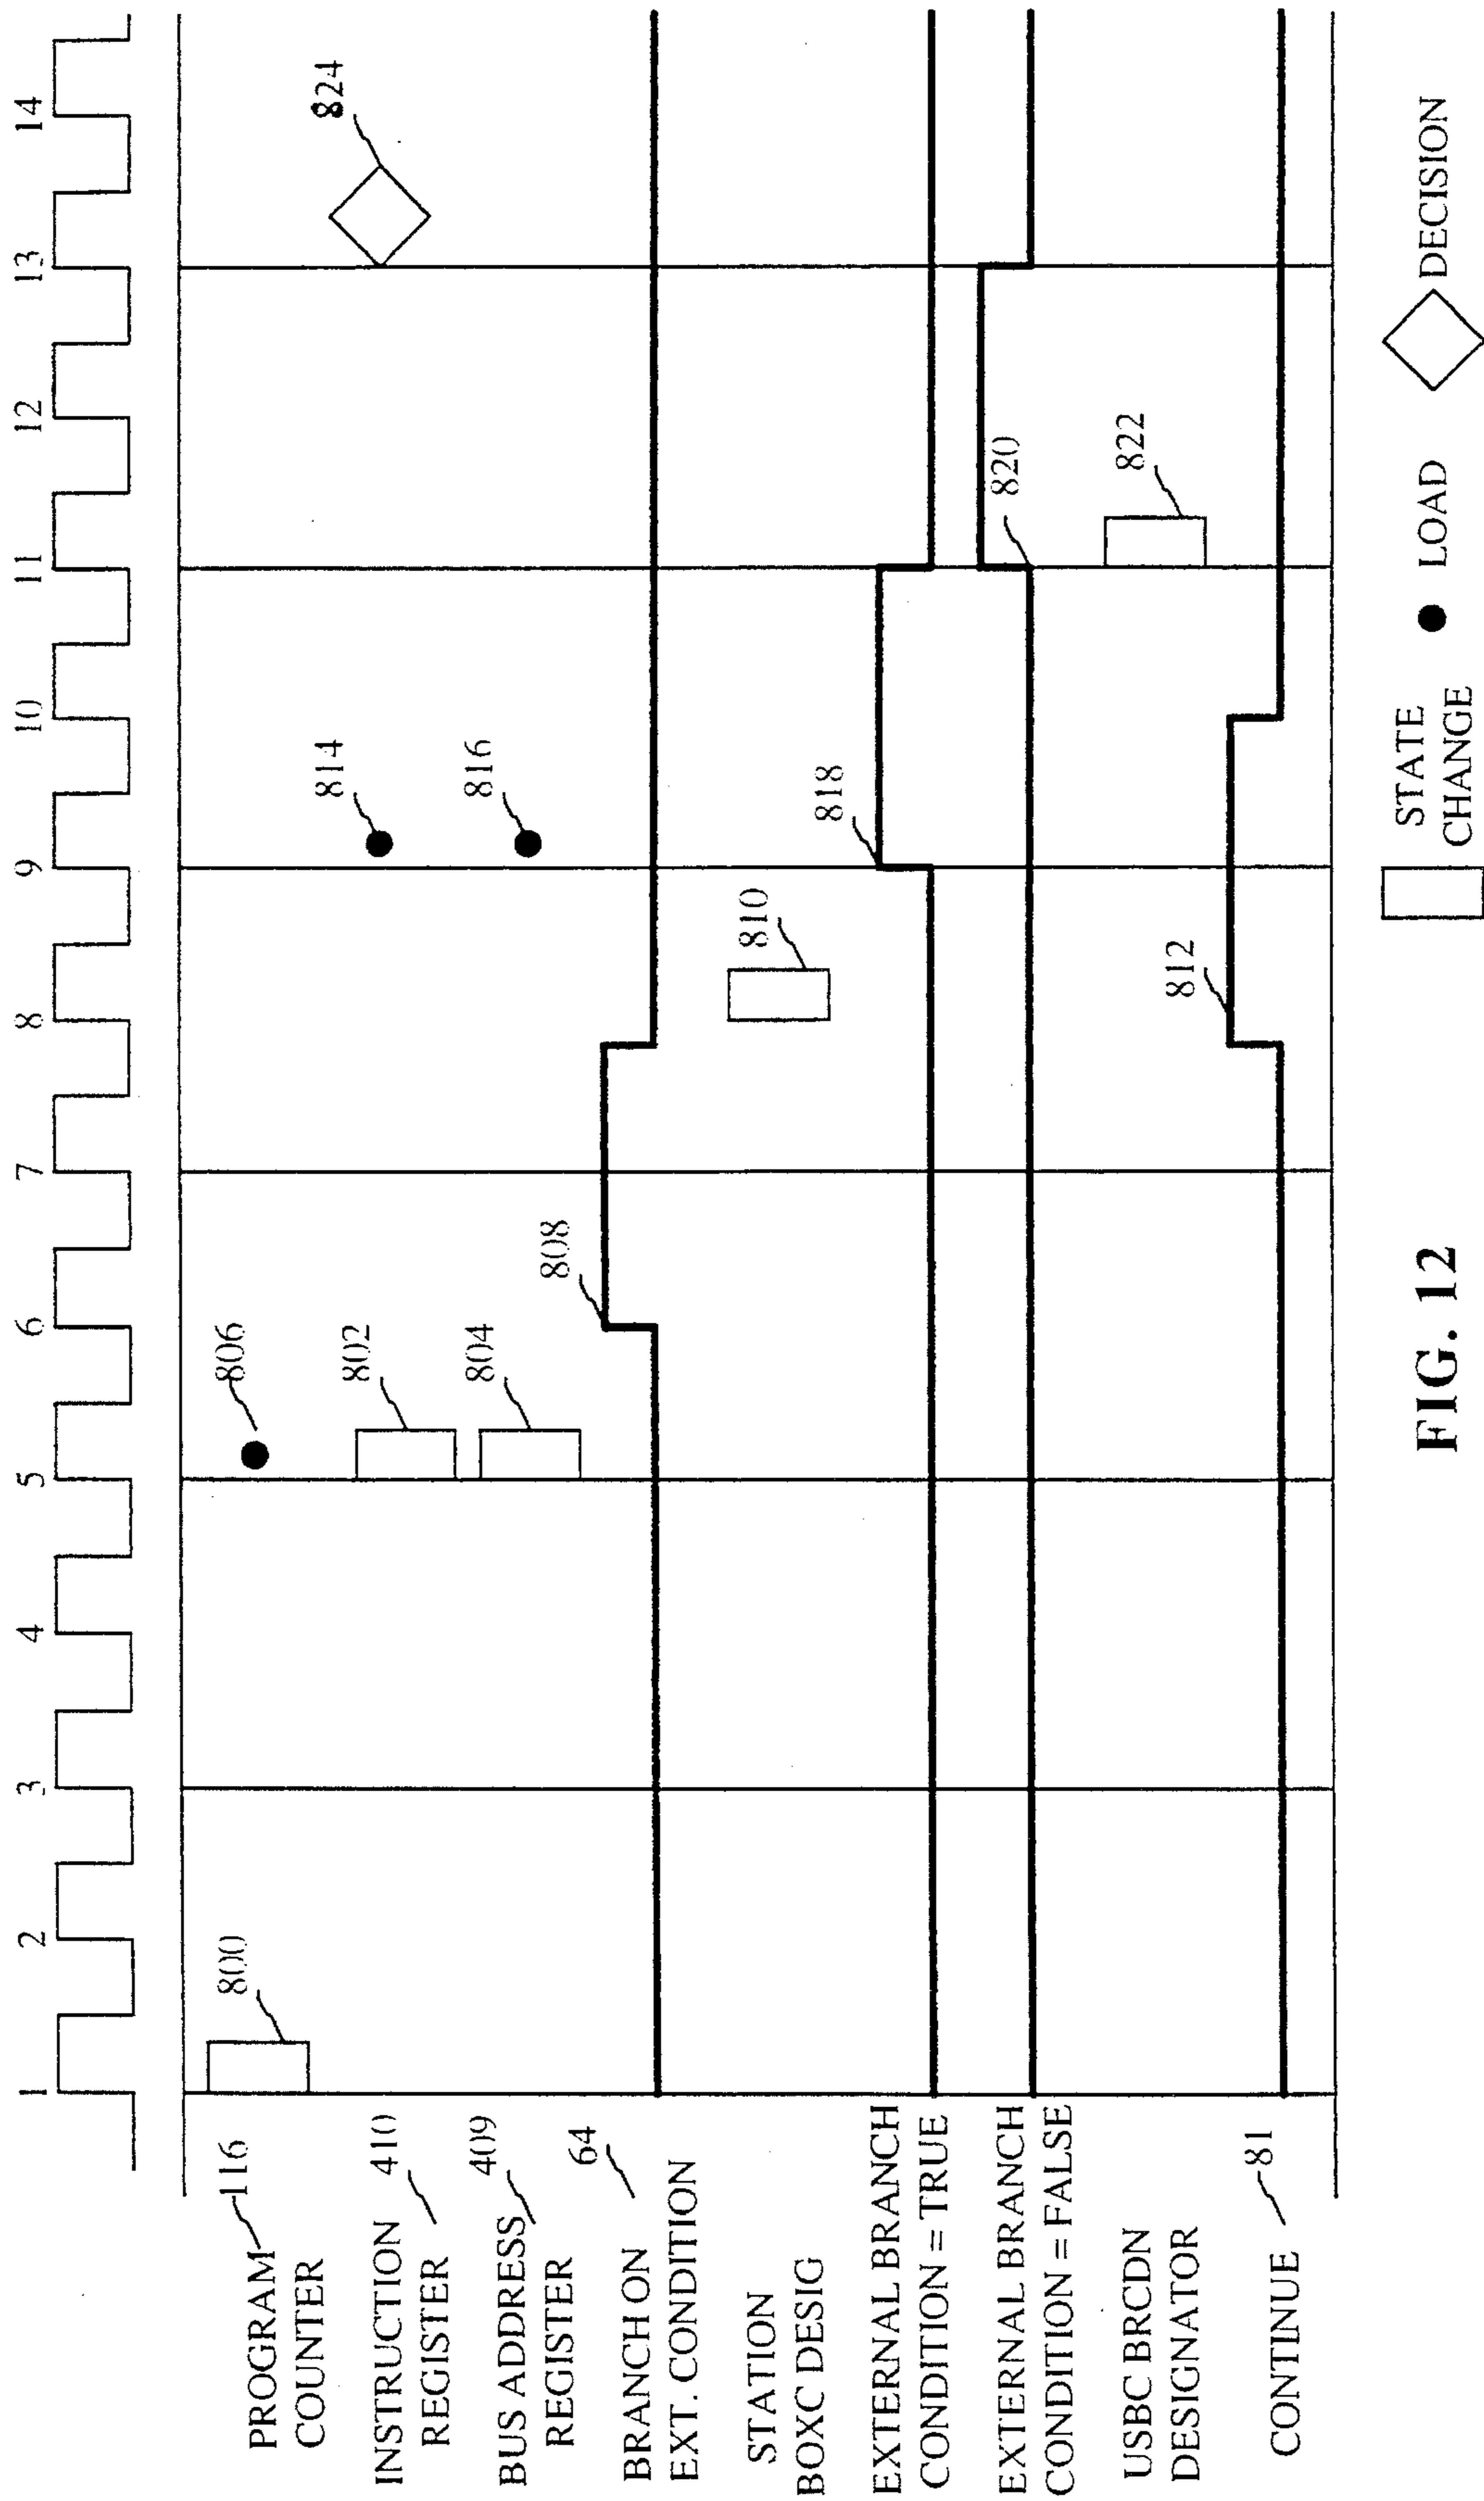 1 2 3 4 5 6 7 8 9 10 11 12 13 14
PROGRAM
COUNTER
116
800
806
INSTRUCTION
REGISTER
410
802
814
824
BUS ADDRESS
REGISTER
409
804
816
BRANCH ON
EXT. CONDITION
64
808
STATION
BOXC DESIG
810
EXTERNAL BRANCH
CONDITION = TRUE
818
EXTERNAL BRANCH
CONDITION = FALSE
820
USBC BRCDN
DESIGNATOR
822
CONTINUE
81
812
STATE
CHANGE
LOAD
DECISION
FIG. 12